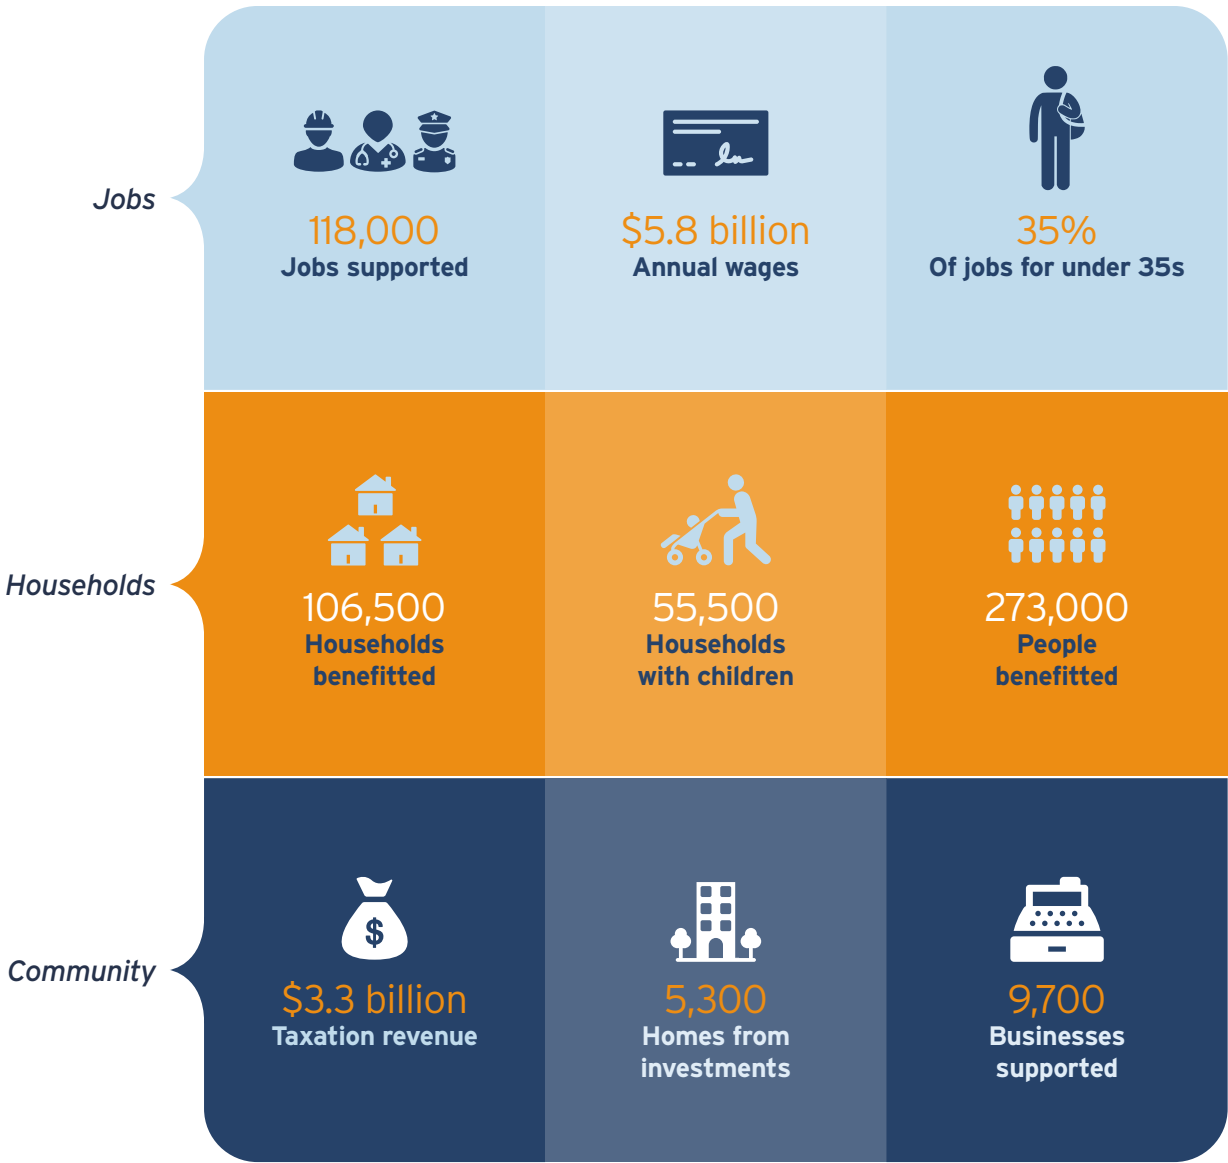 Jobs
118,000
Jobs supported
$5.8 billion
Annual wages
35%
Of jobs for under 35s
Households
106,500
Households
benefitted
55,500
Households
with children
273,000
People
benefitted
Community
$
$3.3 billion
Taxation revenue
5,300
Homes from
investments
9,700
Businesses
supported